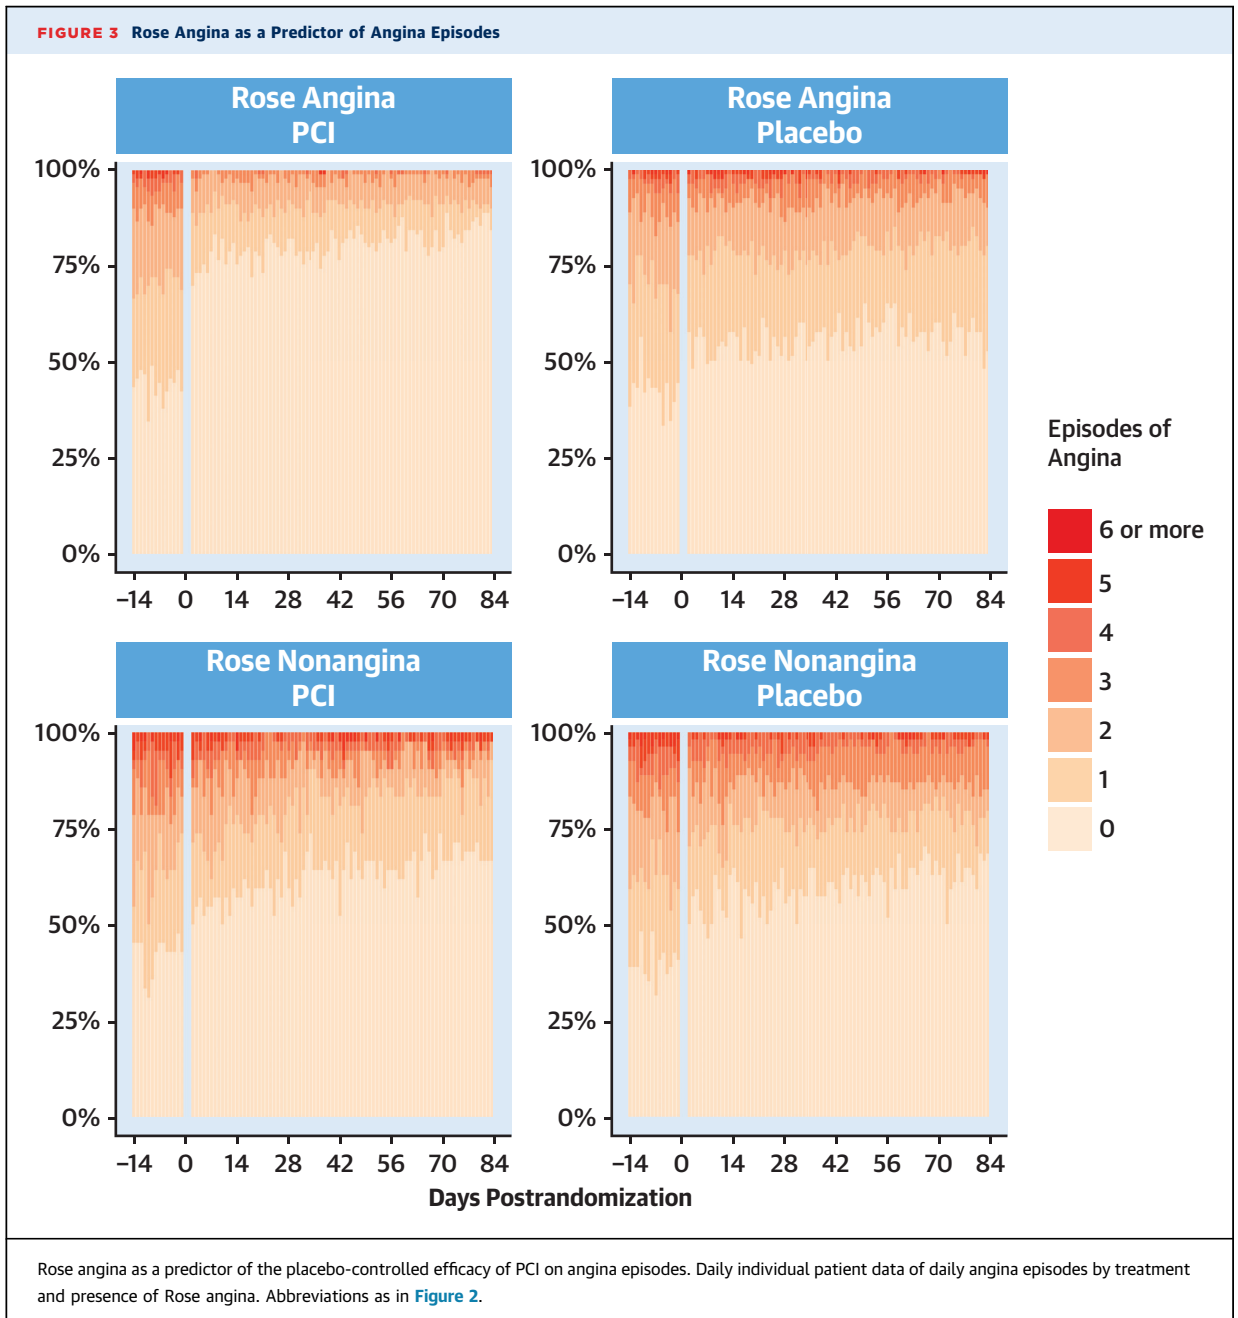 FIGURE 3 Rose Angina as a Predictor of Angina Episodes
Rose Angina
PCI
100%
75%
50%
25%
0%
−14 0 14 28 42 56 70 84
Rose Angina
Placebo
100%
75%
50%
25%
0%
−14 0 14 28 42 56 70 84
Rose Nonangina
PCI
100%
75%
50%
25%
0%
−14 0 14 28 42 56 70 84
Rose Nonangina
Placebo
100%
75%
50%
25%
0%
−14 0 14 28 42 56 70 84
Days Postrandomization
Episodes of
Angina
6 or more
5
4
3
2
1
0
Rose angina as a predictor of the placebo-controlled efficacy of PCI on angina episodes. Daily individual patient data of daily angina episodes by treatment
and presence of Rose angina. Abbreviations as in Figure 2.